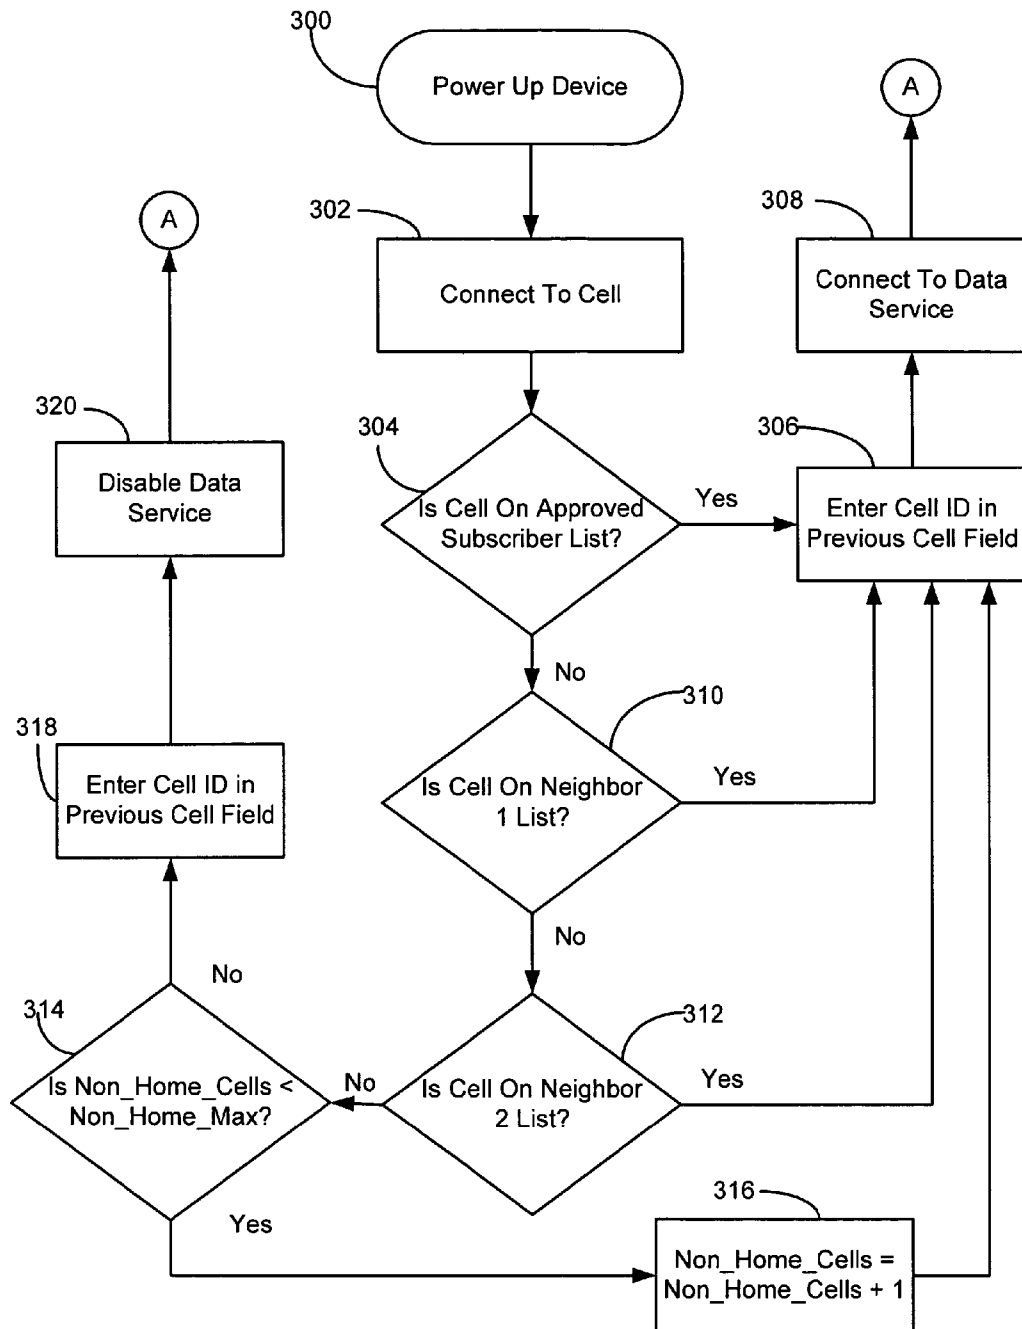 300
Power Up Device
A
A
302
Connect To Cell
308
Connect To Data
Service
320
Disable Data
Service
304
Is Cell On Approved
Subscriber List?
Yes
306
Enter Cell ID in
Previous Cell Field
No
310
Is Cell On Neighbor
1 List?
Yes
318
Enter Cell ID in
Previous Cell Field
No
No
314
Is Non_Home_Cells <
Non_Home_Max?
No
312
Is Cell On Neighbor
2 List?
Yes
Yes
316
Non_Home_Cells =
Non_Home_Cells + 1